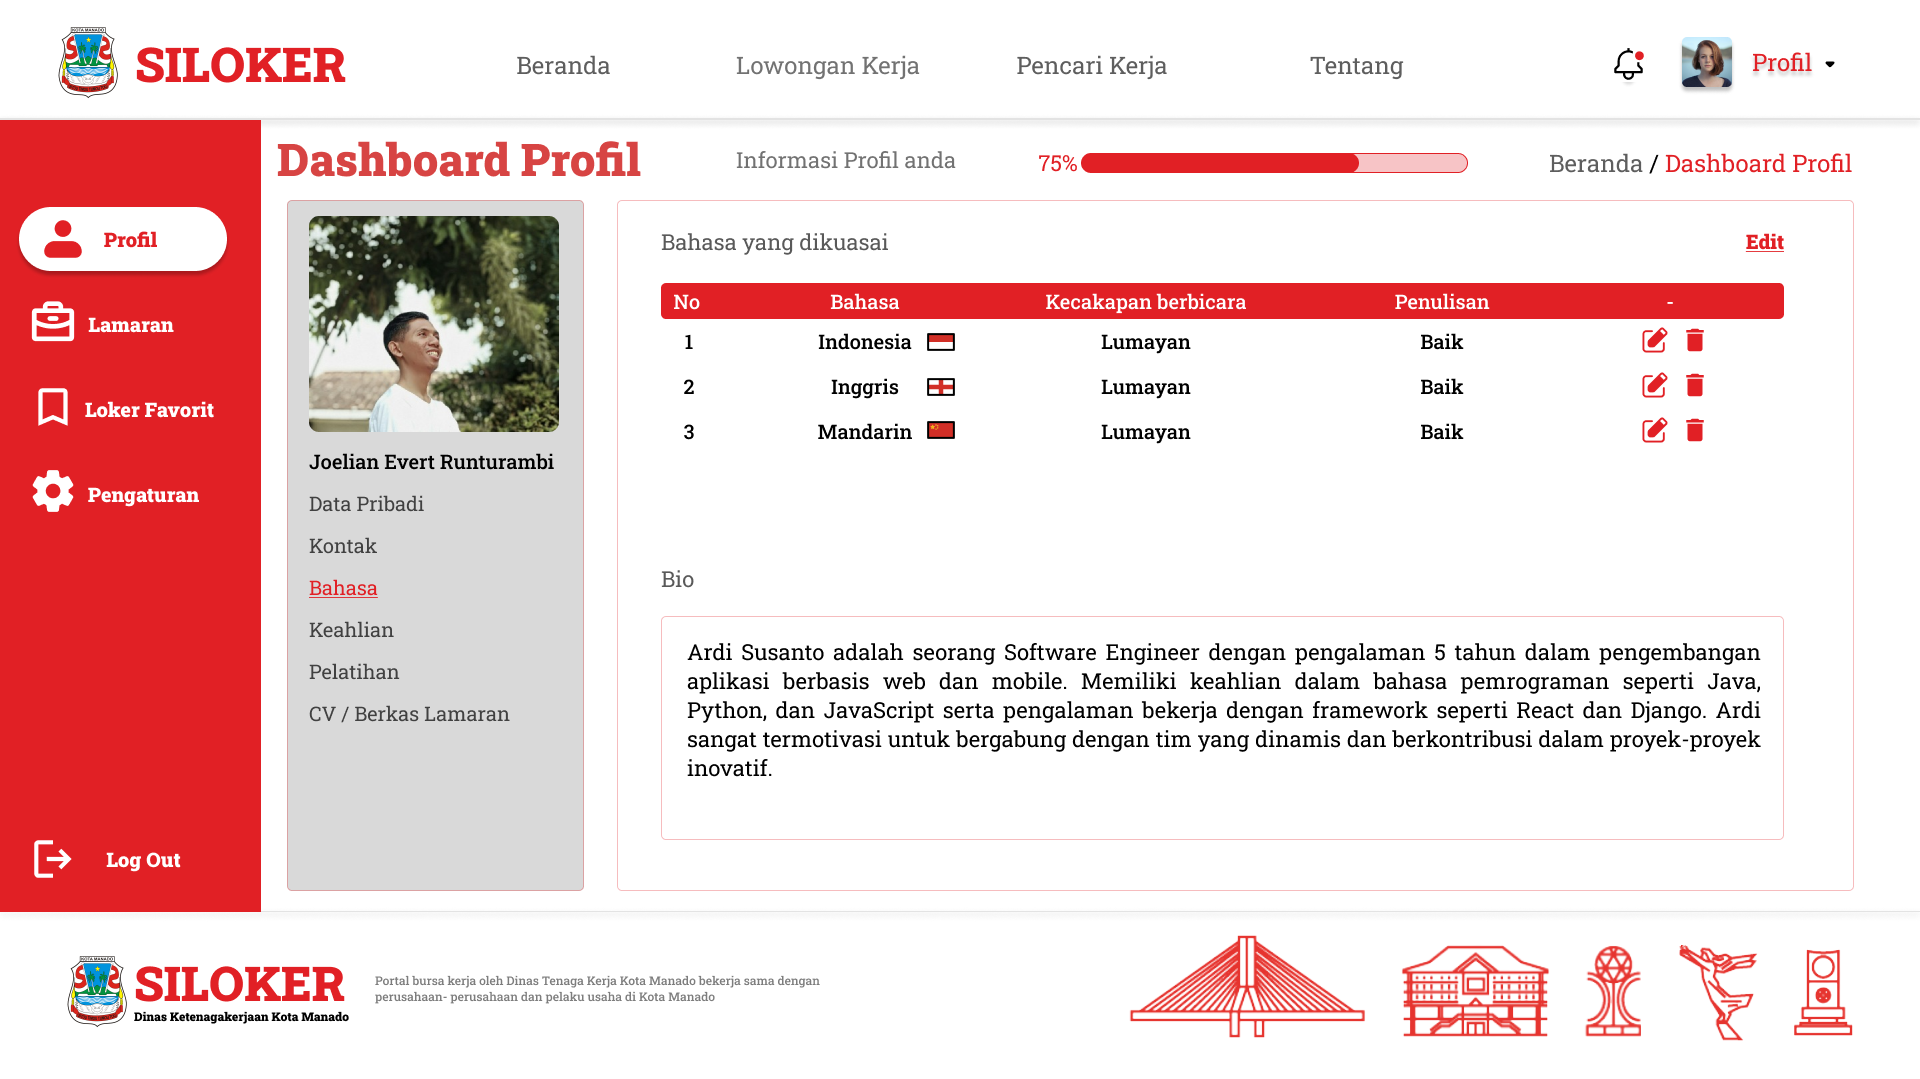 KOTA MANADO
SILOKER
Beranda
Lowongan Kerja
Pencari Kerja
Tentang
Profil
Dashboard Profil
Informasi Profil anda
75%
Beranda / Dashboard Profil
Profil
Lamaran
Loker Favorit
Pengaturan
Log Out
Joelian Evert Runturambi
Data Pribadi
Kontak
Bahasa
Keahlian
Pelatihan
CV / Berkas Lamaran
Bahasa yang dikuasai
Edit
No Bahasa Kecakapan berbicara Penulisan -
1 Indonesia Lumayan Baik
2 Inggris Lumayan Baik
3 Mandarin Lumayan Baik
Bio
Ardi Susanto adalah seorang Software Engineer dengan pengalaman 5 tahun dalam pengembangan
aplikasi berbasis web dan mobile. Memiliki keahlian dalam bahasa pemrograman seperti Java,
Python, dan JavaScript serta pengalaman bekerja dengan framework seperti React dan Django. Ardi
sangat termotivasi untuk bergabung dengan tim yang dinamis dan berkontribusi dalam proyek-proyek
inovatif.
KOTA MANADO
SILOKER
Dinas Ketenagakerjaan Kota Manado
Portal bursa kerja oleh Dinas Tenaga Kerja Kota Manado bekerja sama dengan
perusahaan- perusahaan dan pelaku usaha di Kota Manado